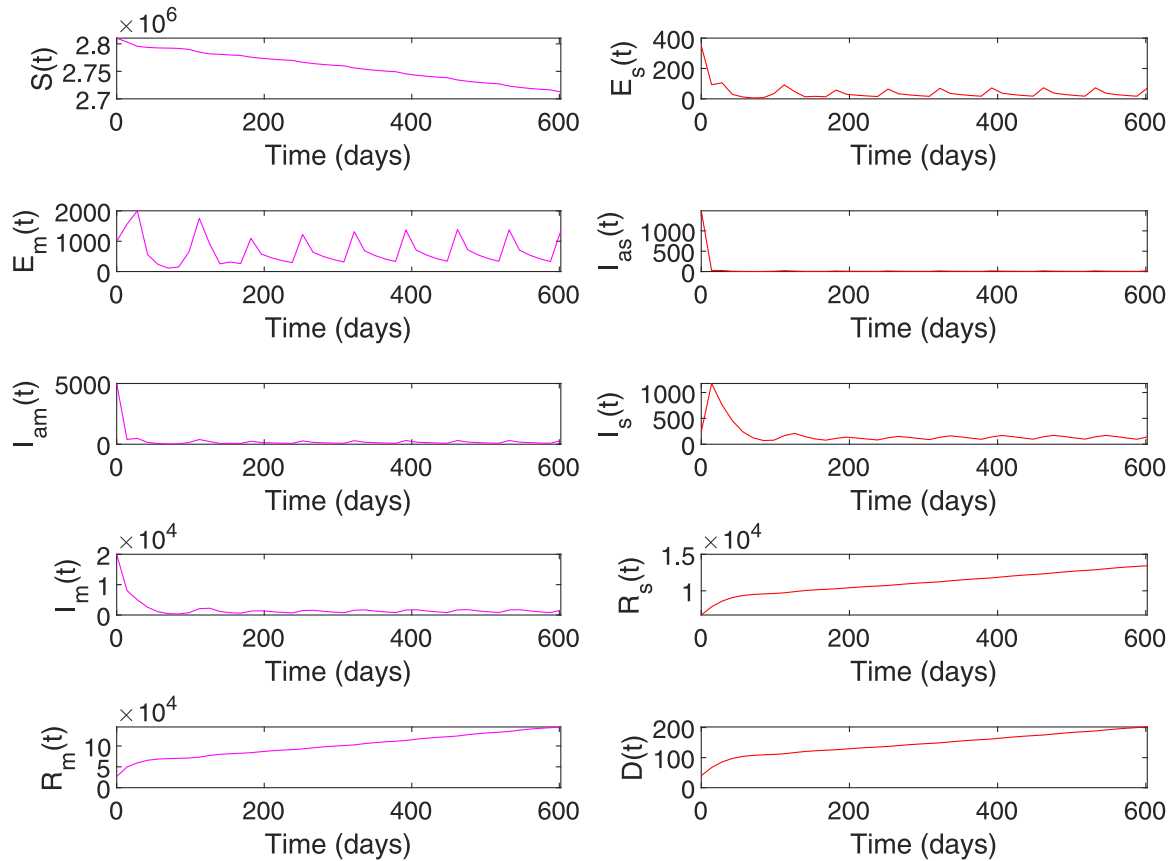 × 10^6
S(t)
2.8
2.75
2.7
0 200 400 600
Time (days)
E_s(t)
400
200
0
0 200 400 600
Time (days)
E_m(t)
2000
1000
0
0 200 400 600
Time (days)
I_as(t)
1000
500
0
0 200 400 600
Time (days)
I_am(t)
5000
0
0 200 400 600
Time (days)
I_s(t)
1000
500
0
0 200 400 600
Time (days)
× 10^4
I_m(t)
2
1
0
0 200 400 600
Time (days)
× 10^4
R_s(t)
1.5
1
0 200 400 600
Time (days)
× 10^4
R_m(t)
10
5
0
0 200 400 600
Time (days)
D(t)
200
100
0
0 200 400 600
Time (days)